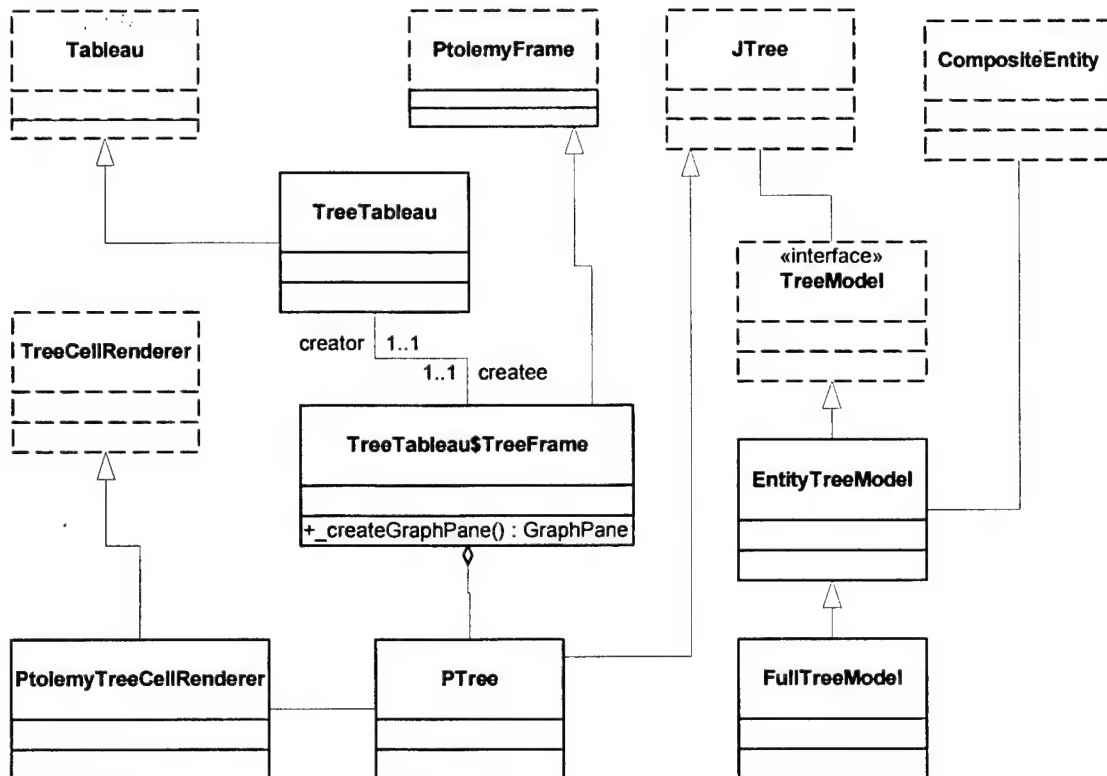 Tableau
PtolemyFrame
JTree
CompositeEntity
TreeTableau
«interface»
TreeModel
TreeCellRenderer
creator 1..1
1..1 createe
TreeTableau$TreeFrame
+_createGraphPane() : GraphPane
EntityTreeModel
PtolemyTreeCellRenderer
PTree
FullTreeModel